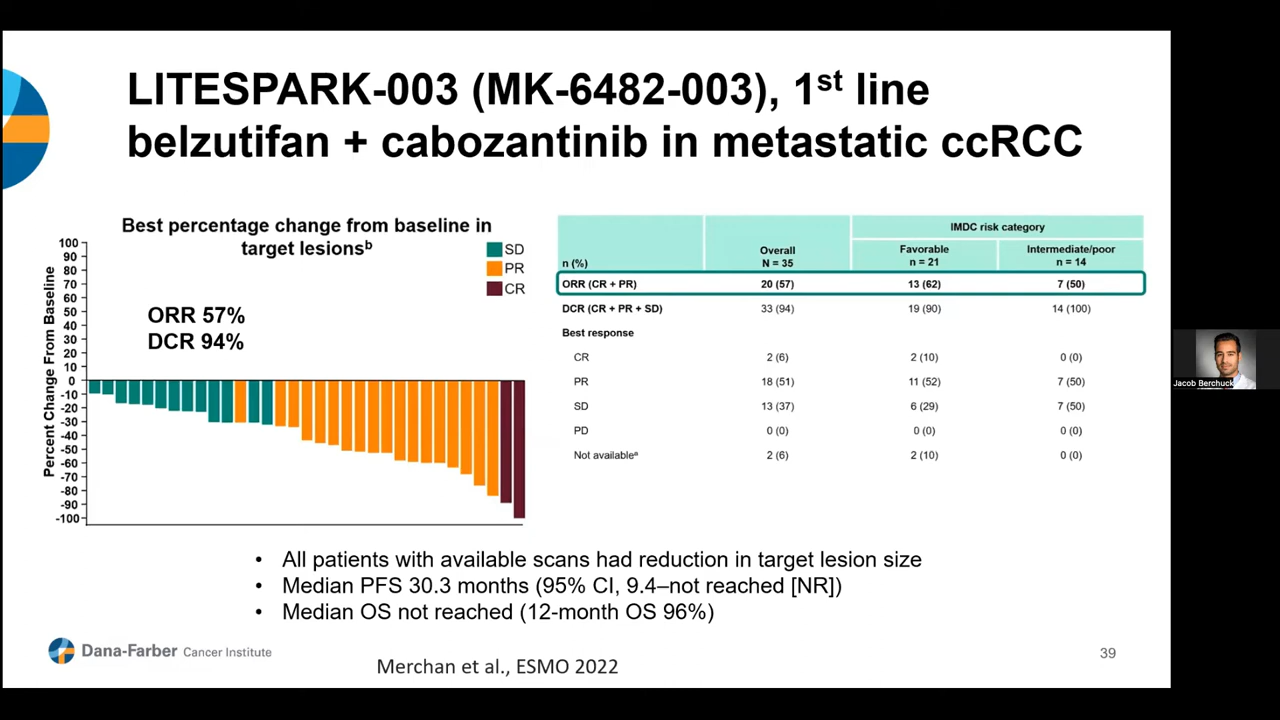 LITESPARK-003 (MK-6482-003), 1st line
belzutifan + cabozantinib in metastatic ccRCC
Best percentage change from baseline in
target lesionsb
SD
PR
CR
ORR 57%
DCR 94%
Percent Change From Baseline
100
90
80
70
60
50
40
30
20
10
0
-10
-20
-30
-40
-50
-60
-70
-80
-90
-100
IMDC risk category
n (%)
Overall
N = 35
Favorable
n = 21
Intermediate/poor
n = 14
ORR (CR + PR) 20 (57) 13 (62) 7 (50)
DCR (CR + PR + SD) 33 (94) 19 (90) 14 (100)
Best response
CR 2 (6) 2 (10) 0 (0)
PR 18 (51) 11 (52) 7 (50)
SD 13 (37) 6 (29) 7 (50)
PD 0 (0) 0 (0) 0 (0)
Not availablea 2 (6) 2 (10) 0 (0)
Jacob Berchuck
• All patients with available scans had reduction in target lesion size
• Median PFS 30.3 months (95% CI, 9.4–not reached [NR])
• Median OS not reached (12-month OS 96%)
Dana-Farber Cancer Institute
39
Merchan et al., ESMO 2022